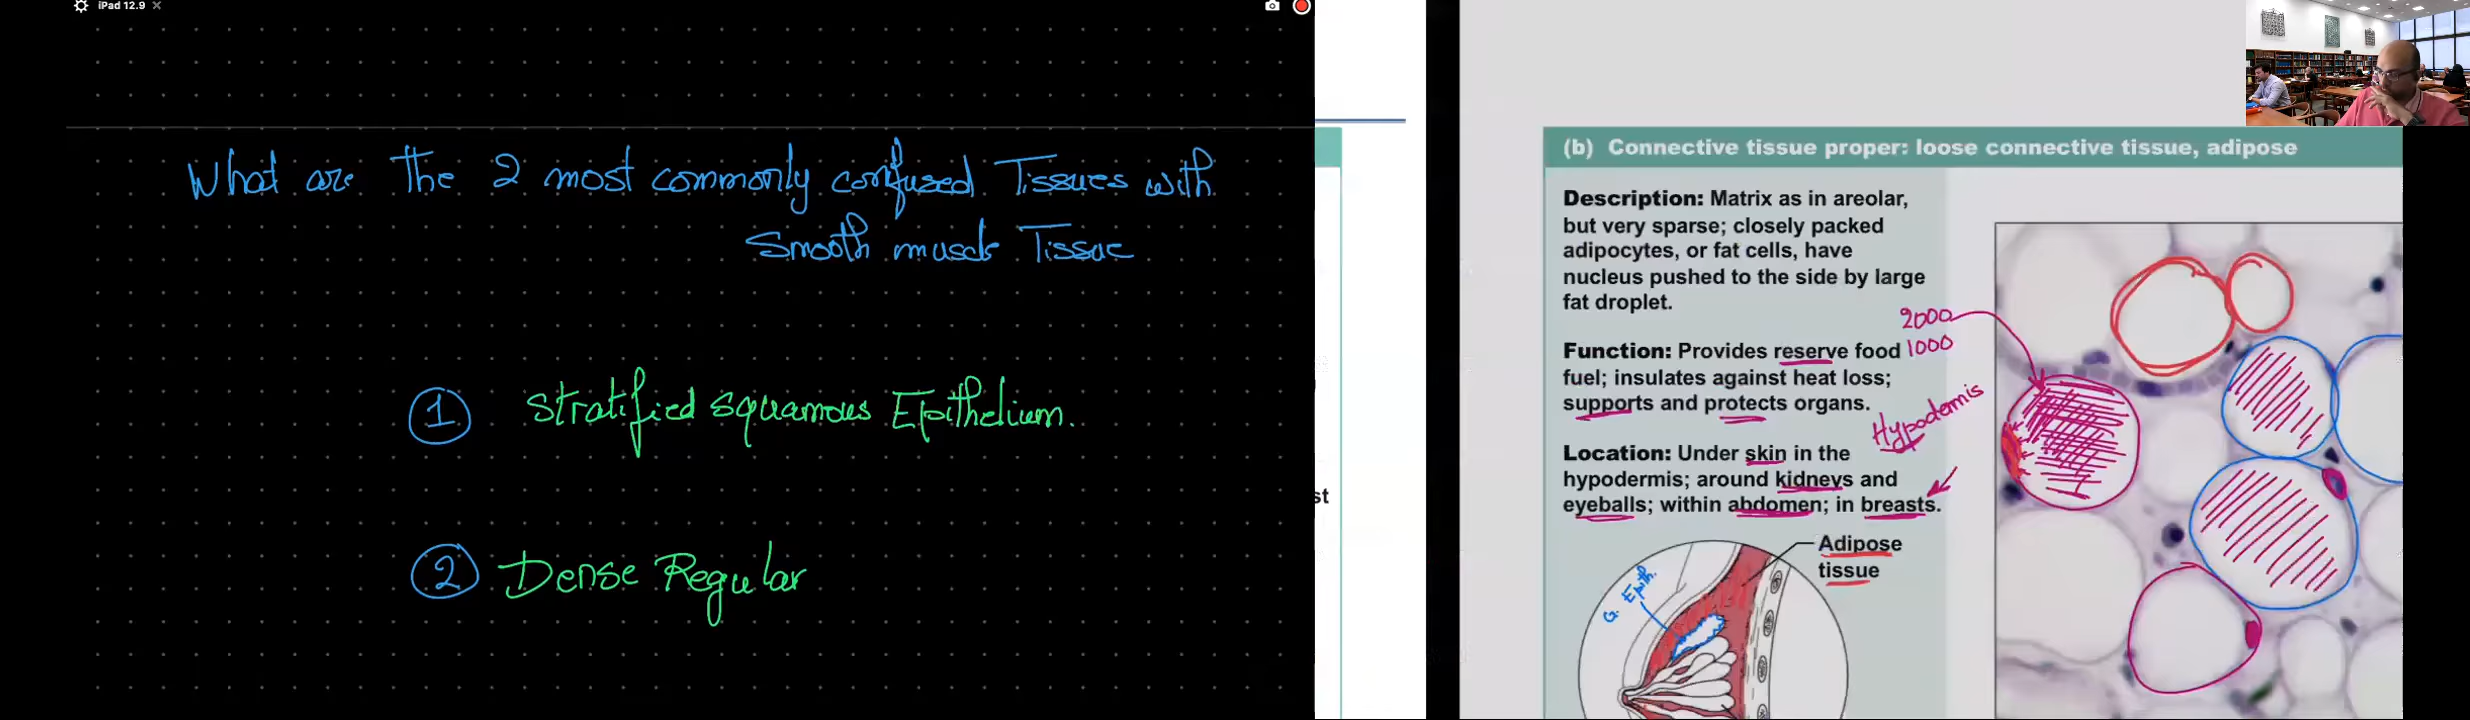 iPad 12.9
What are the 2 most commonly confused Tissues with
Smooth muscle Tissue
1 Stratified squamous Epithelium.
2 Dense Regular
st
(b) Connective tissue proper: loose connective tissue, adipose
Description: Matrix as in areolar,
but very sparse; closely packed
adipocytes, or fat cells, have
nucleus pushed to the side by large
fat droplet.
2000
Function: Provides reserve food 1000
fuel; insulates against heat loss;
supports and protects organs.
Hypodermis
Location: Under skin in the
hypodermis; around kidneys and
eyeballs; within abdomen; in breasts.
Adipose
tissue
G. Epith.